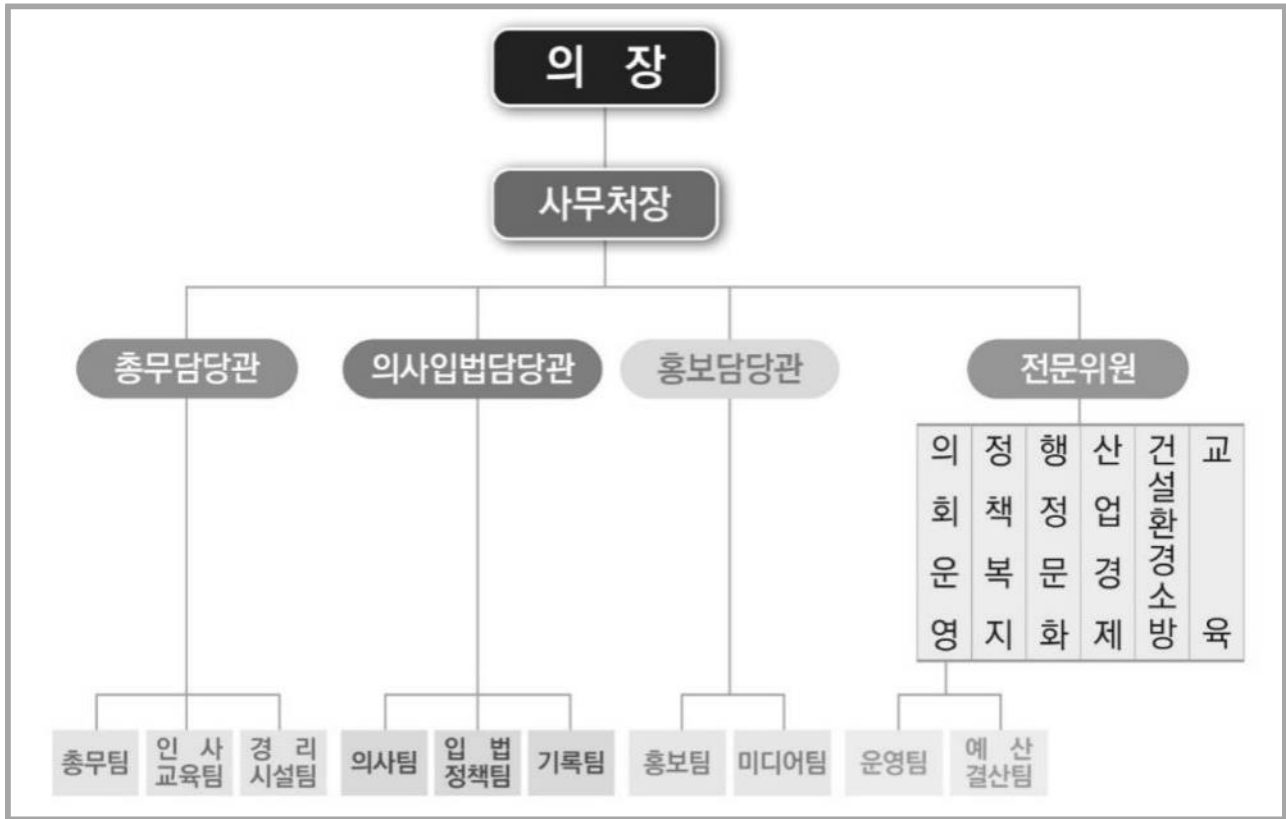 의 장
사무처장
총무담당관
의사입법담당관
홍보담당관
전문위원
의회운영
정책복지
행정문화
산업경제
건설환경소방
교육
총무팀
인 사
교육팀
경 리
시설팀
의사팀
입 법
정책팀
기록팀
홍보팀
미디어팀
운영팀
예 산
결산팀